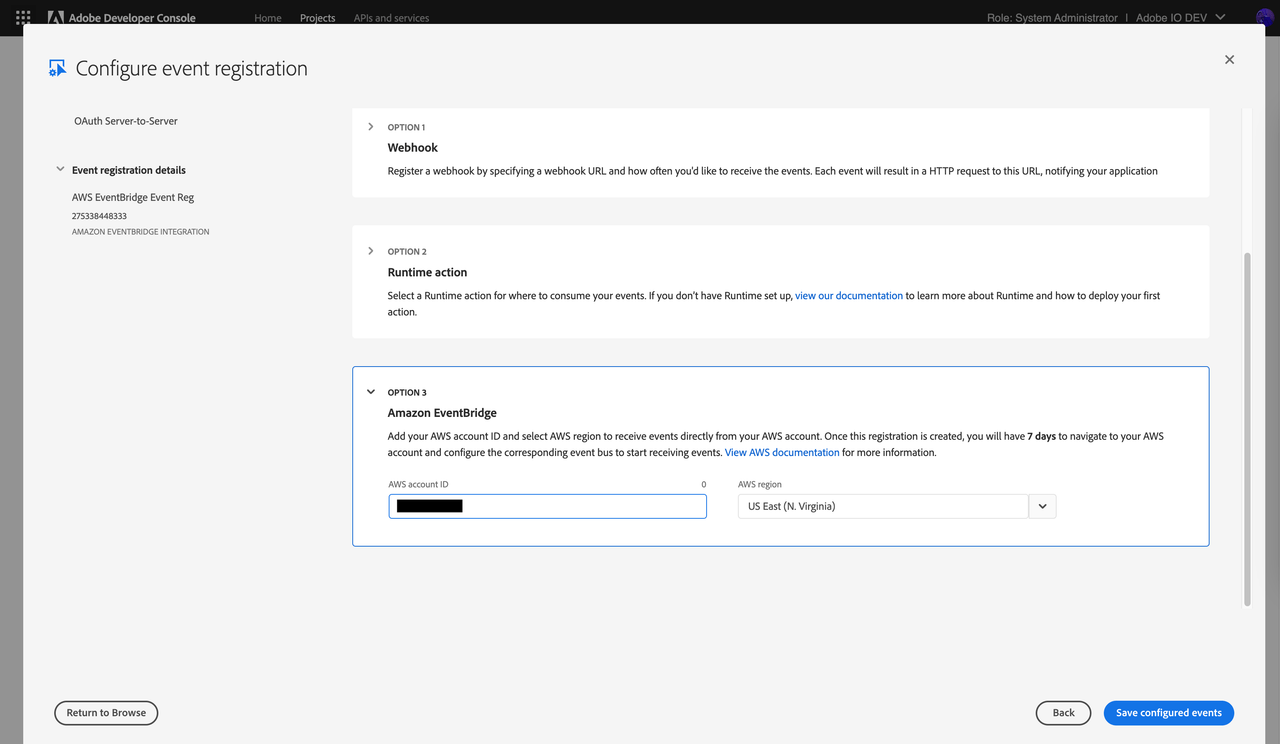 Adobe Developer Console
Home
Projects
APIs and services
Role: System Administrator | Adobe IO DEV
Configure event registration
OAuth Server-to-Server
Event registration details
AWS EventBridge Event Reg
275338448333
AMAZON EVENTBRIDGE INTEGRATION
OPTION 1
Webhook
Register a webhook by specifying a webhook URL and how often you'd like to receive the events. Each event will result in a HTTP request to this URL, notifying your application
OPTION 2
Runtime action
Select a Runtime action for where to consume your events. If you don't have Runtime set up, view our documentation to learn more about Runtime and how to deploy your first
action.
OPTION 3
Amazon EventBridge
Add your AWS account ID and select AWS region to receive events directly from your AWS account. Once this registration is created, you will have 7 days to navigate to your AWS
account and configure the corresponding event bus to start receiving events. View AWS documentation for more information.
AWS account ID
0
AWS region
US East (N. Virginia)
Return to Browse
Back
Save configured events